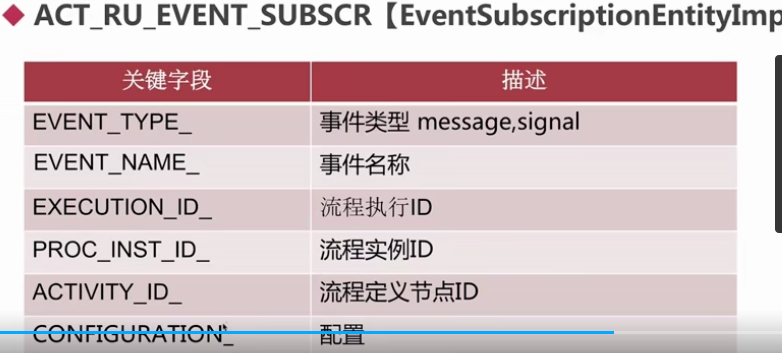 ACT_RU_EVENT_SUBSCR【EventSubscriptionEntityImp
关键字段 描述
EVENT_TYPE_ 事件类型 message,signal
EVENT_NAME_ 事件名称
EXECUTION_ID_ 流程执行ID
PROC_INST_ID_ 流程实例ID
ACTIVITY_ID_ 流程定义节点ID
CONFIGURATION_ 配置